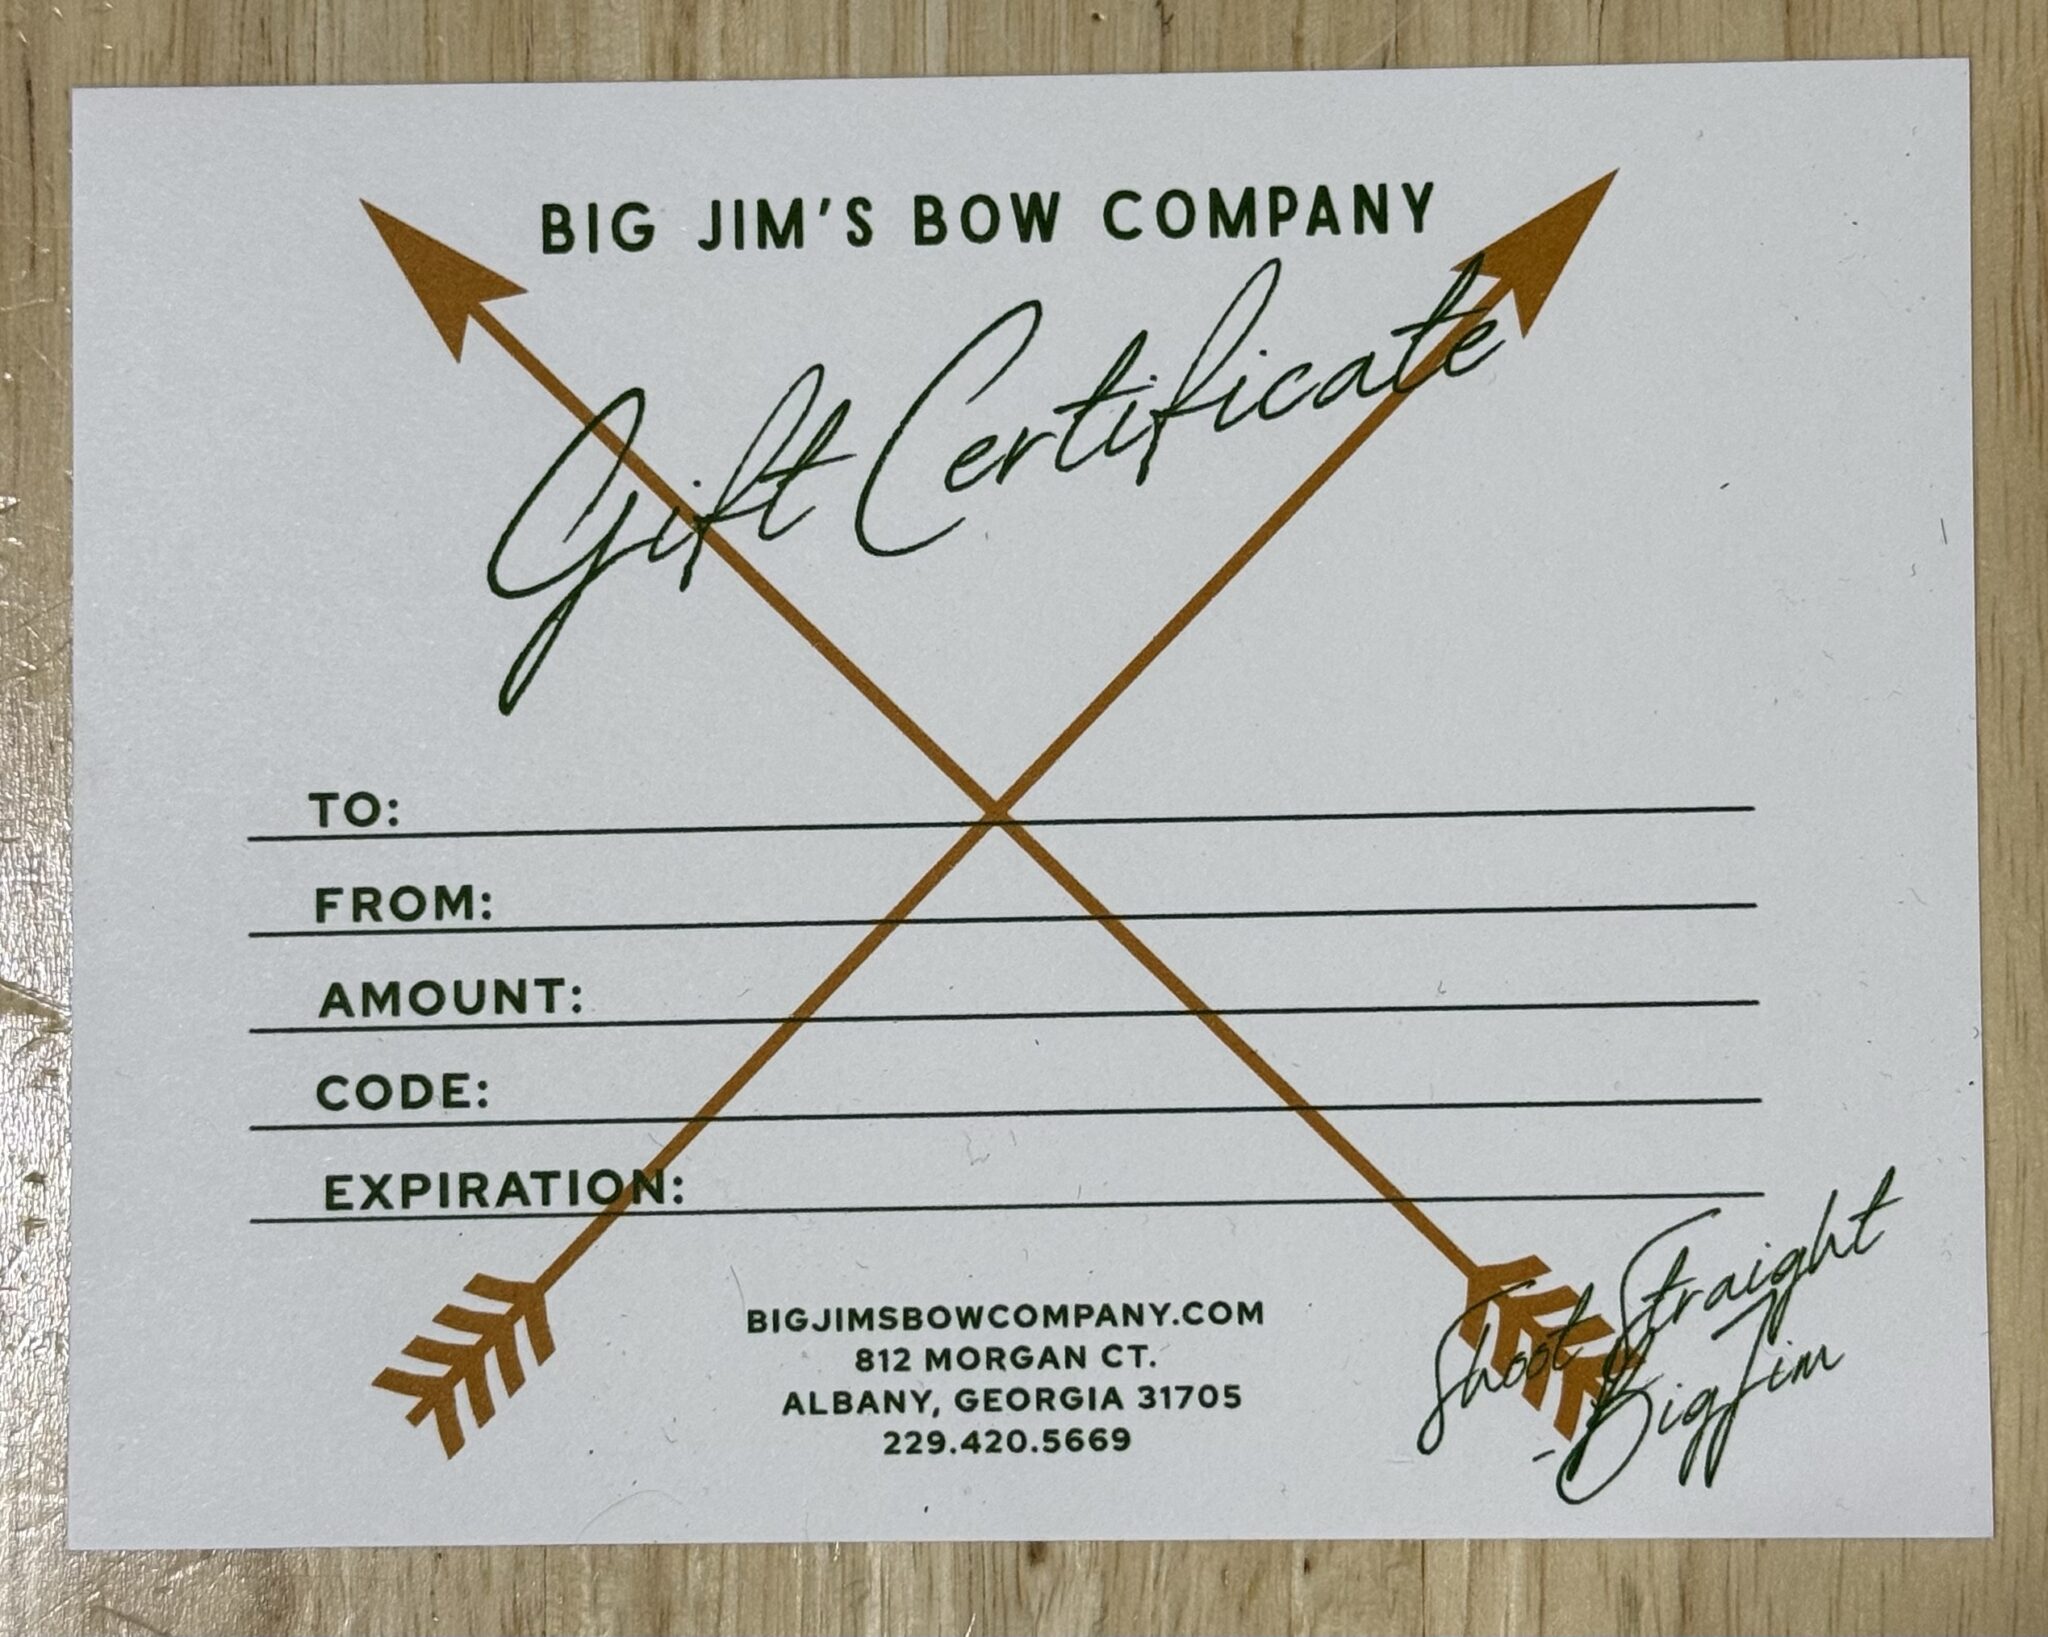 BIG JIM'S BOW COMPANY
Gift Certificate
TO:
FROM:
AMOUNT:
CODE:
EXPIRATION:
BIGJIMSBOWCOMPANY.COM
812 MORGAN CT.
ALBANY, GEORGIA 31705
229.420.5669
Shoot Straight
-Big Jim